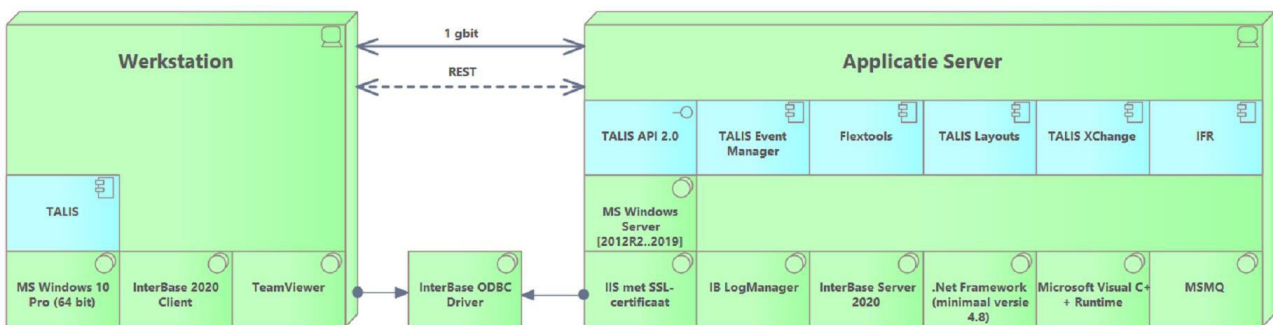 1 gbit
Werkstation
Applicatie Server
REST
TALIS API 2.0
TALIS Event
Manager
Flextools
TALIS Layouts
TALIS XChange
IFR
TALIS
MS Windows
Server
[2012R2..2019]
MS Windows 10
Pro (64 bit)
InterBase 2020
Client
TeamViewer
InterBase ODBC
Driver
IIS met SSL-
certificaat
IB LogManager
InterBase Server
2020
.Net Framework
(minimaal versie
4.8)
Microsoft Visual C+
+ Runtime
MSMQ